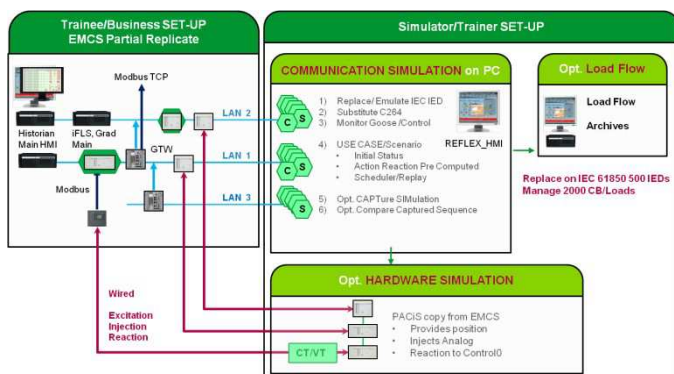 Trainee/Business SET-UP
EMCS Partial Replicate
Modbus TCP
LAN 2
Historian
Main HMI
iFLS, Grad
Main
GTW
LAN 1
Modbus
LAN 3
Wired
Excitation
Injection
Reaction
Simulator/Trainer SET-UP
COMMUNICATION SIMULATION on PC
C S
1) Replace/ Emulate IEC IED
2) Substitute C264
3) Monitor Goose /Control
REFLEX_HMI
C S
4) USE CASE/Scenario
• Initial Status
• Action Reaction Pre Computed
• Scheduler/Replay
C S
5) Opt. CAPTure SIMulation
6) Opt. Compare Captured Sequence
Opt. Load Flow
Load Flow
Archives
Replace on IEC 61850 500 IEDs
Manage 2000 CB/Loads
Opt. HARDWARE SIMULATION
PACiS copy from EMCS
• Provides position
• Injects Analog
• Reaction to Control0
CT/VT